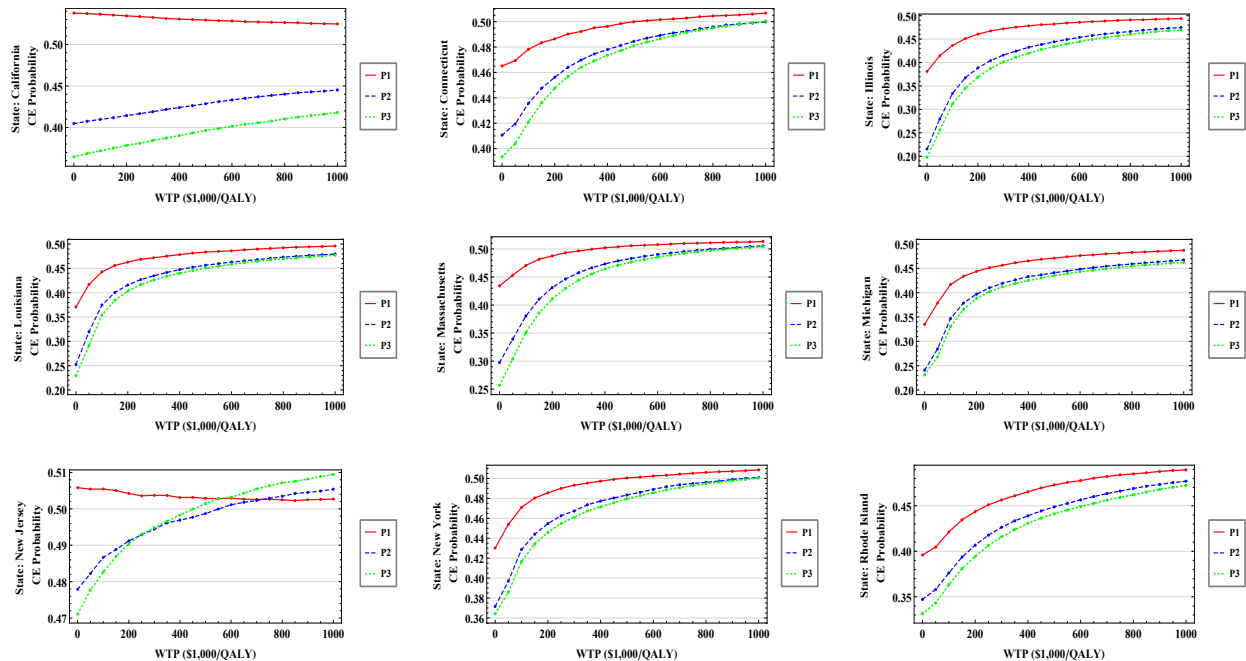 State: California
CE Probability
0.50
0.45
0.40
0 200 400 600 800 1000
WTP ($1,000/QALY)
P1
P2
P3
State: Connecticut
CE Probability
0.50
0.48
0.46
0.44
0.42
0.40
0 200 400 600 800 1000
WTP ($1,000/QALY)
P1
P2
P3
State: Illinois
CE Probability
0.50
0.45
0.40
0.35
0.30
0.25
0.20
0 200 400 600 800 1000
WTP ($1,000/QALY)
P1
P2
P3
State: Louisiana
CE Probability
0.50
0.45
0.40
0.35
0.30
0.25
0.20
0 200 400 600 800 1000
WTP ($1,000/QALY)
P1
P2
P3
State: Massachusetts
CE Probability
0.50
0.45
0.40
0.35
0.30
0.25
0 200 400 600 800 1000
WTP ($1,000/QALY)
P1
P2
P3
State: Michigan
CE Probability
0.50
0.45
0.40
0.35
0.30
0.25
0.20
0 200 400 600 800 1000
WTP ($1,000/QALY)
P1
P2
P3
State: New Jersey
CE Probability
0.51
0.50
0.49
0.48
0.47
0 200 400 600 800 1000
WTP ($1,000/QALY)
P1
P2
P3
State: New York
CE Probability
0.50
0.48
0.46
0.44
0.42
0.40
0.38
0.36
0 200 400 600 800 1000
WTP ($1,000/QALY)
P1
P2
P3
State: Rhode Island
CE Probability
0.45
0.40
0.35
0 200 400 600 800 1000
WTP ($1,000/QALY)
P1
P2
P3